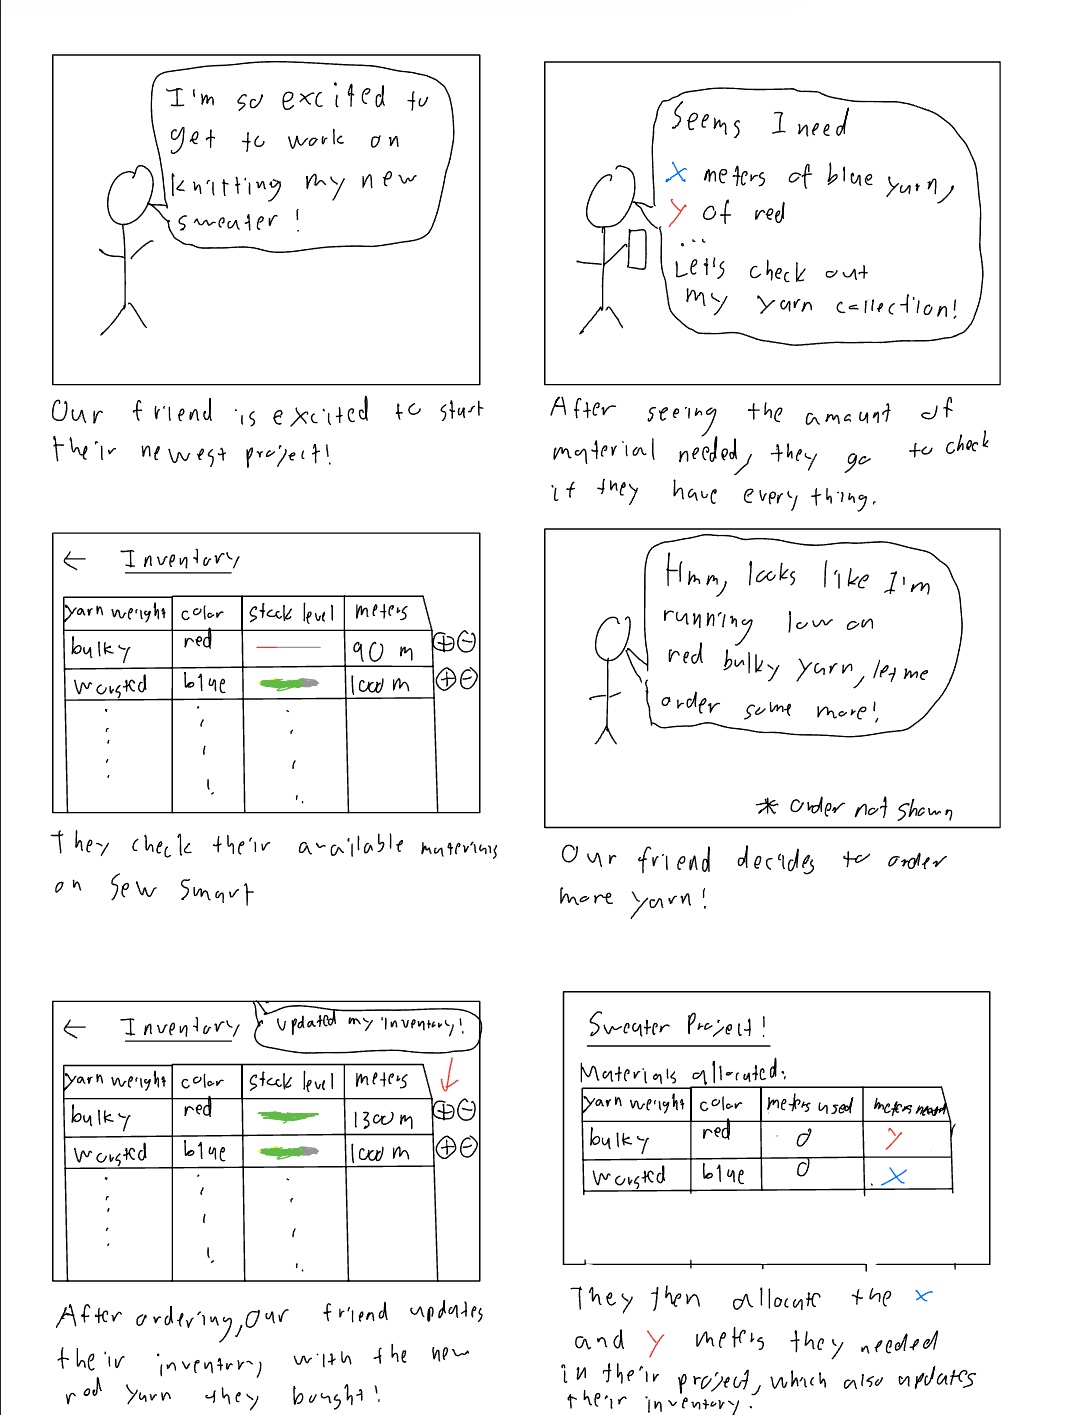 I'm so excited to
get to work on
knitting my new
sweater!
Our friend is excited to start
their newest project!
Seems I need
X meters of blue yarn,
y of red
...
Let's check out
my yarn collection!
After seeing the amount of
material needed, they go to check
if they have everything.
← Inventory
yarn weight color stock level meters
bulky red 90 m + -
worsted blue 1000 m + -
They check their available materials
on Sew Smart
Hmm, looks like I'm
running low on
red bulky yarn, let me
order some more!
* order not shown
Our friend decides to order
more yarn!
← Inventory
updated my inventory!
yarn weight color stock level meters
bulky red 1300 m + -
worsted blue 1000 m + -
After ordering, our friend updates
their inventory with the new
red yarn they bought!
Sweater Project!
Materials allocated:
yarn weight color meters used meters need
bulky red 0 y
worsted blue 0 x
They then allocate the x
and y meters they needed
in their project, which also updates
their inventory.